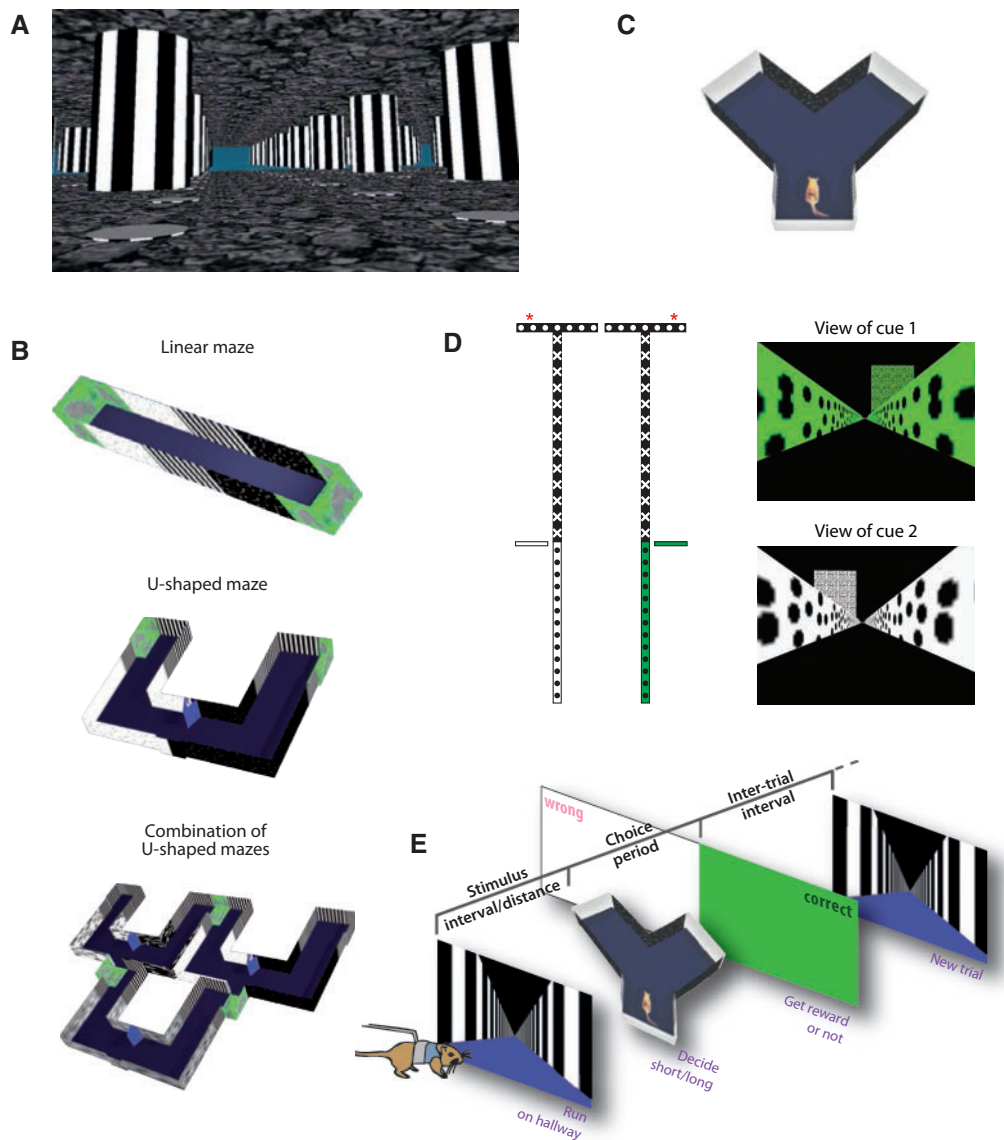 A
C
B
Linear maze
U-shaped maze
Combination of
U-shaped mazes
D
*
*
View of cue 1
View of cue 2
E
wrong
Stimulus
interval/distance
Choice
period
Inter-trial
interval
correct
Run
on hallway
Decide
short/long
Get reward
or not
New trial